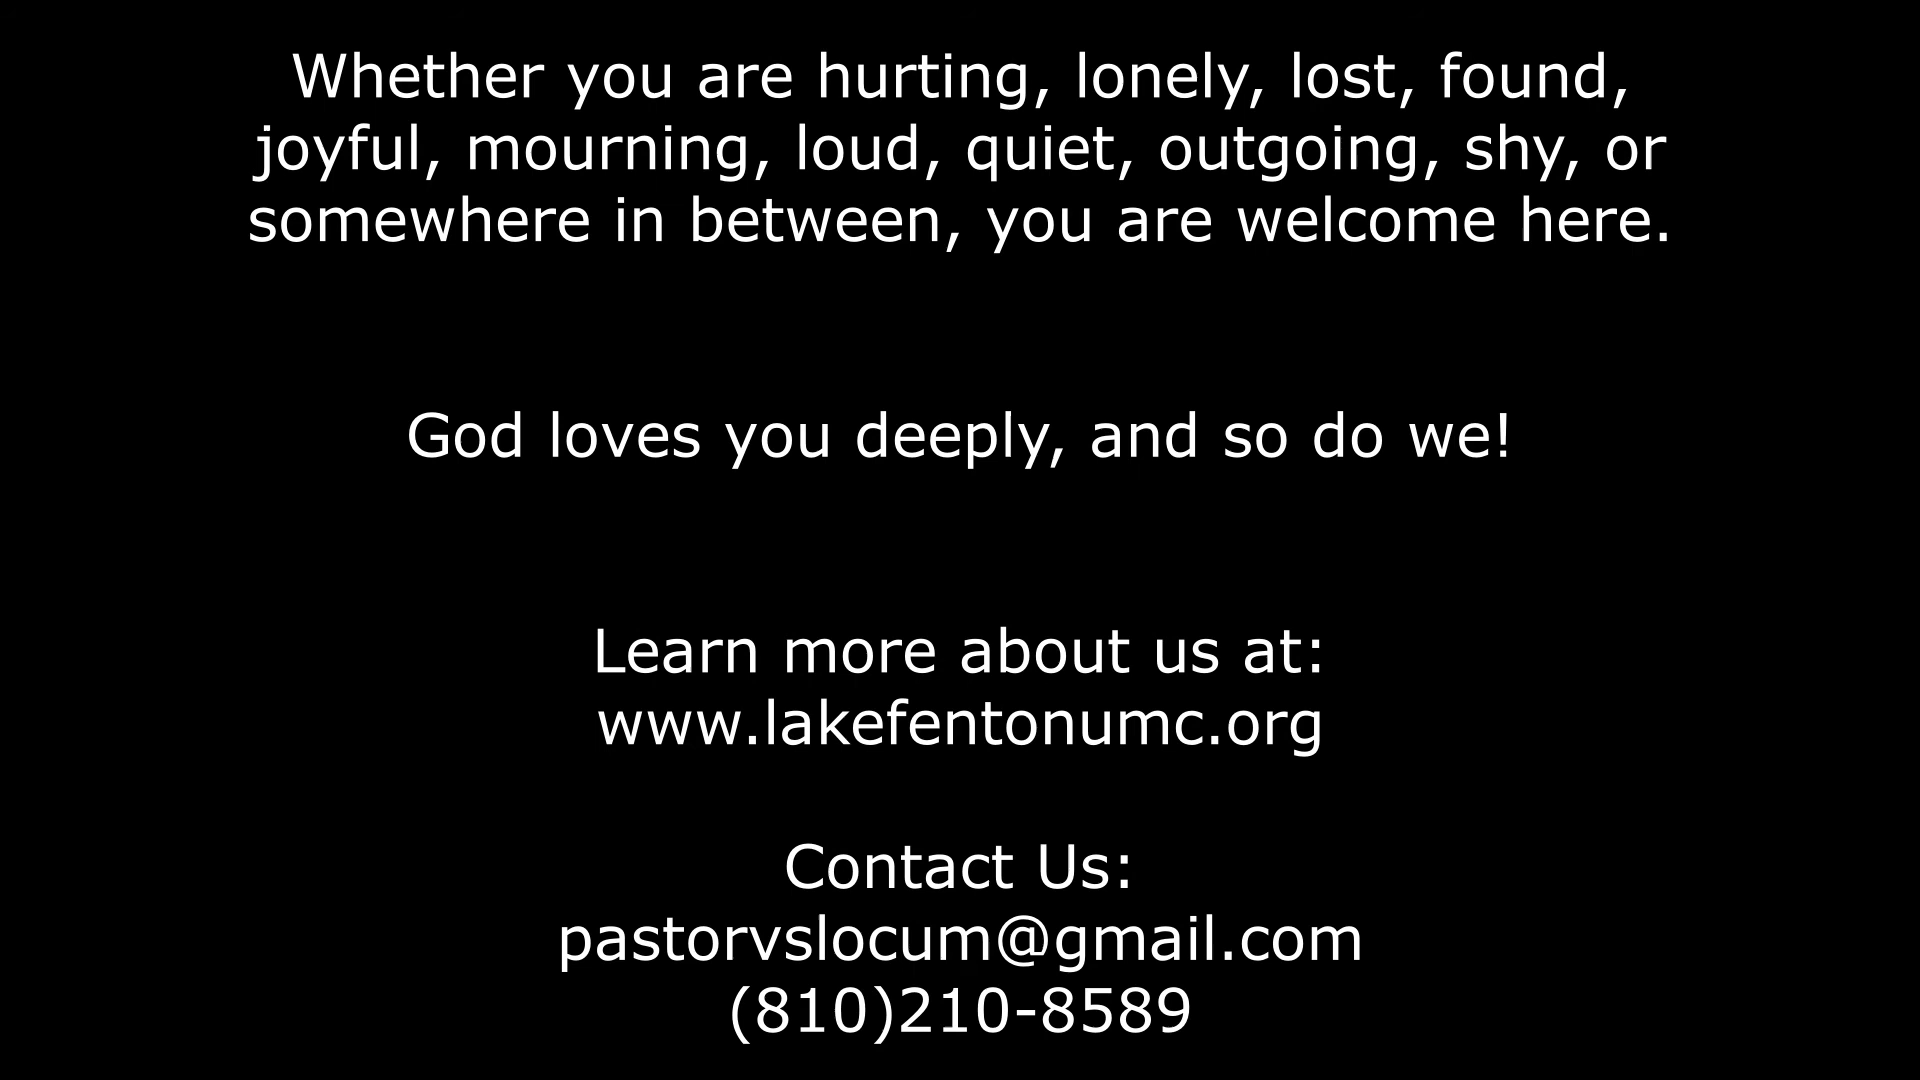 Whether you are hurting, lonely, lost, found,
joyful, mourning, loud, quiet, outgoing, shy, or
somewhere in between, you are welcome here.
God loves you deeply, and so do we!
Learn more about us at:
www.lakefentonumc.org
Contact Us:
pastorvslocum@gmail.com
(810)210-8589